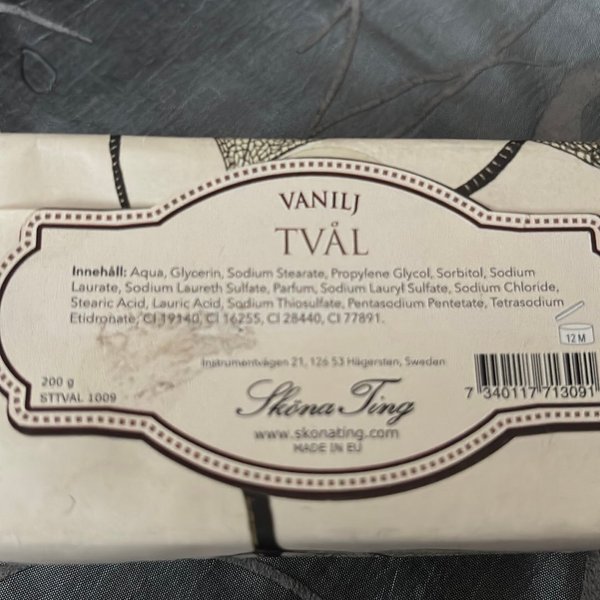 VANILJ
TVÅL
Innehåll: Aqua, Glycerin, Sodium Stearate, Propylene Glycol, Sorbitol, Sodium
Laurate, Sodium Laureth Sulfate, Parfum, Sodium Lauryl Sulfate, Sodium Chloride,
Stearic Acid, Lauric Acid, Sodium Thiosulfate, Pentasodium Pentetate, Tetrasodium
Etidronate, CI 19140, CI 16255, CI 28440, CI 77891.
12 M
Instrumentvägen 21, 126 53 Hägersten, Sweden
200 g
STTVAL 1009
Sköna Ting
7 340117 713091
www.skonating.com
MADE IN EU